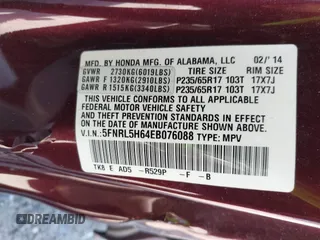 MFD. BY HONDA MFG. OF ALABAMA, LLC 02/'14
GVWR 2730KG(6019LBS) TIRE SIZE RIM SIZE
GAWR F 1320KG(2910LBS) P235/65R17 103T 17X7J
GAWR R 1515KG(3340LBS) P235/65R17 103T 17X7J
THIS VEHICLE CONFORMS TO ALL APPLICABLE
FEDERAL MOTOR VEHICLE SAFETY
AND THEFT PREVENTION STANDARDS IN EFFECT
ON THE DATE OF MANUFACTURE SHOWN ABOVE.
V.I.N: 5FNRL5H64EB076088 TYPE: MPV
TK8 E AD5 -R529P -F -B
DREAMBID